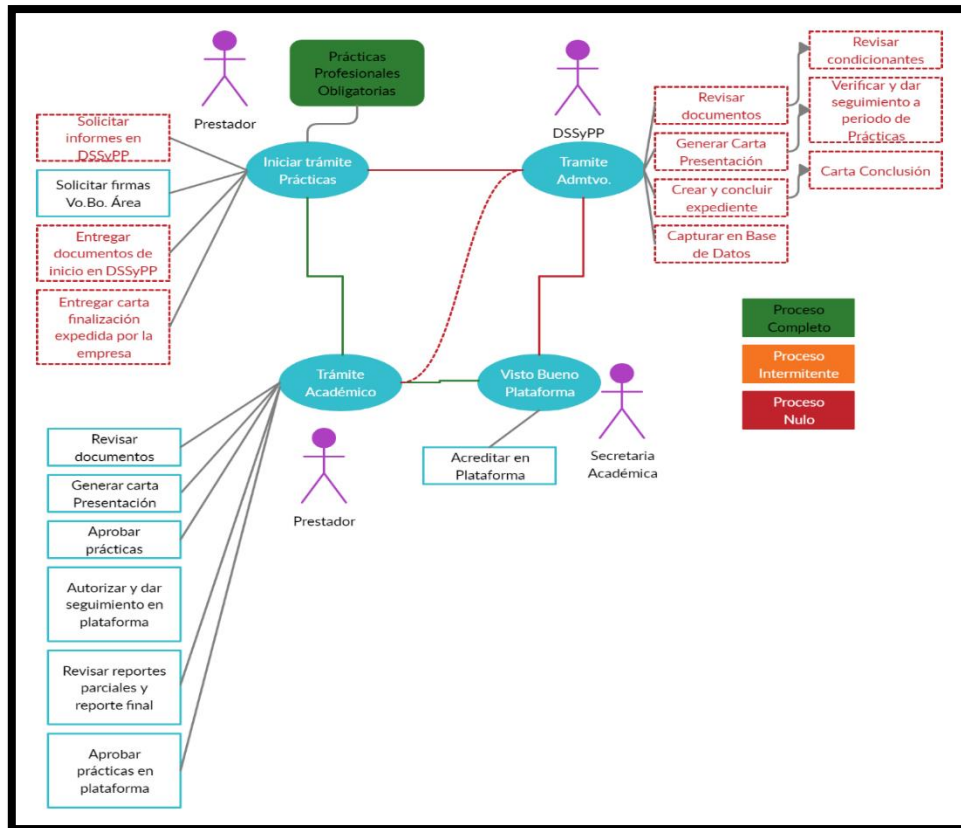 Prácticas
Profesionales
Obligatorias
Prestador
DSSyPP
Solicitar
informes en
DSSyPP
Solicitar firmas
Vo.Bo. Área
Entregar
documentos de
inicio en DSSyPP
Entregar carta
finalización
expedida por la
empresa
Iniciar trámite
Prácticas
Tramite
Admtvo.
Revisar
documentos
Generar Carta
Presentación
Crear y concluir
expediente
Capturar en Base
de Datos
Revisar
condicionantes
Verificar y dar
seguimiento a
periodo de
Prácticas
Carta Conclusión
Proceso
Completo
Proceso
Intermitente
Proceso
Nulo
Trámite
Académico
Visto Bueno
Plataforma
Acreditar en
Plataforma
Secretaria
Académica
Prestador
Revisar
documentos
Generar carta
Presentación
Aprobar
prácticas
Autorizar y dar
seguimiento en
plataforma
Revisar reportes
parciales y
reporte final
Aprobar
prácticas en
plataforma